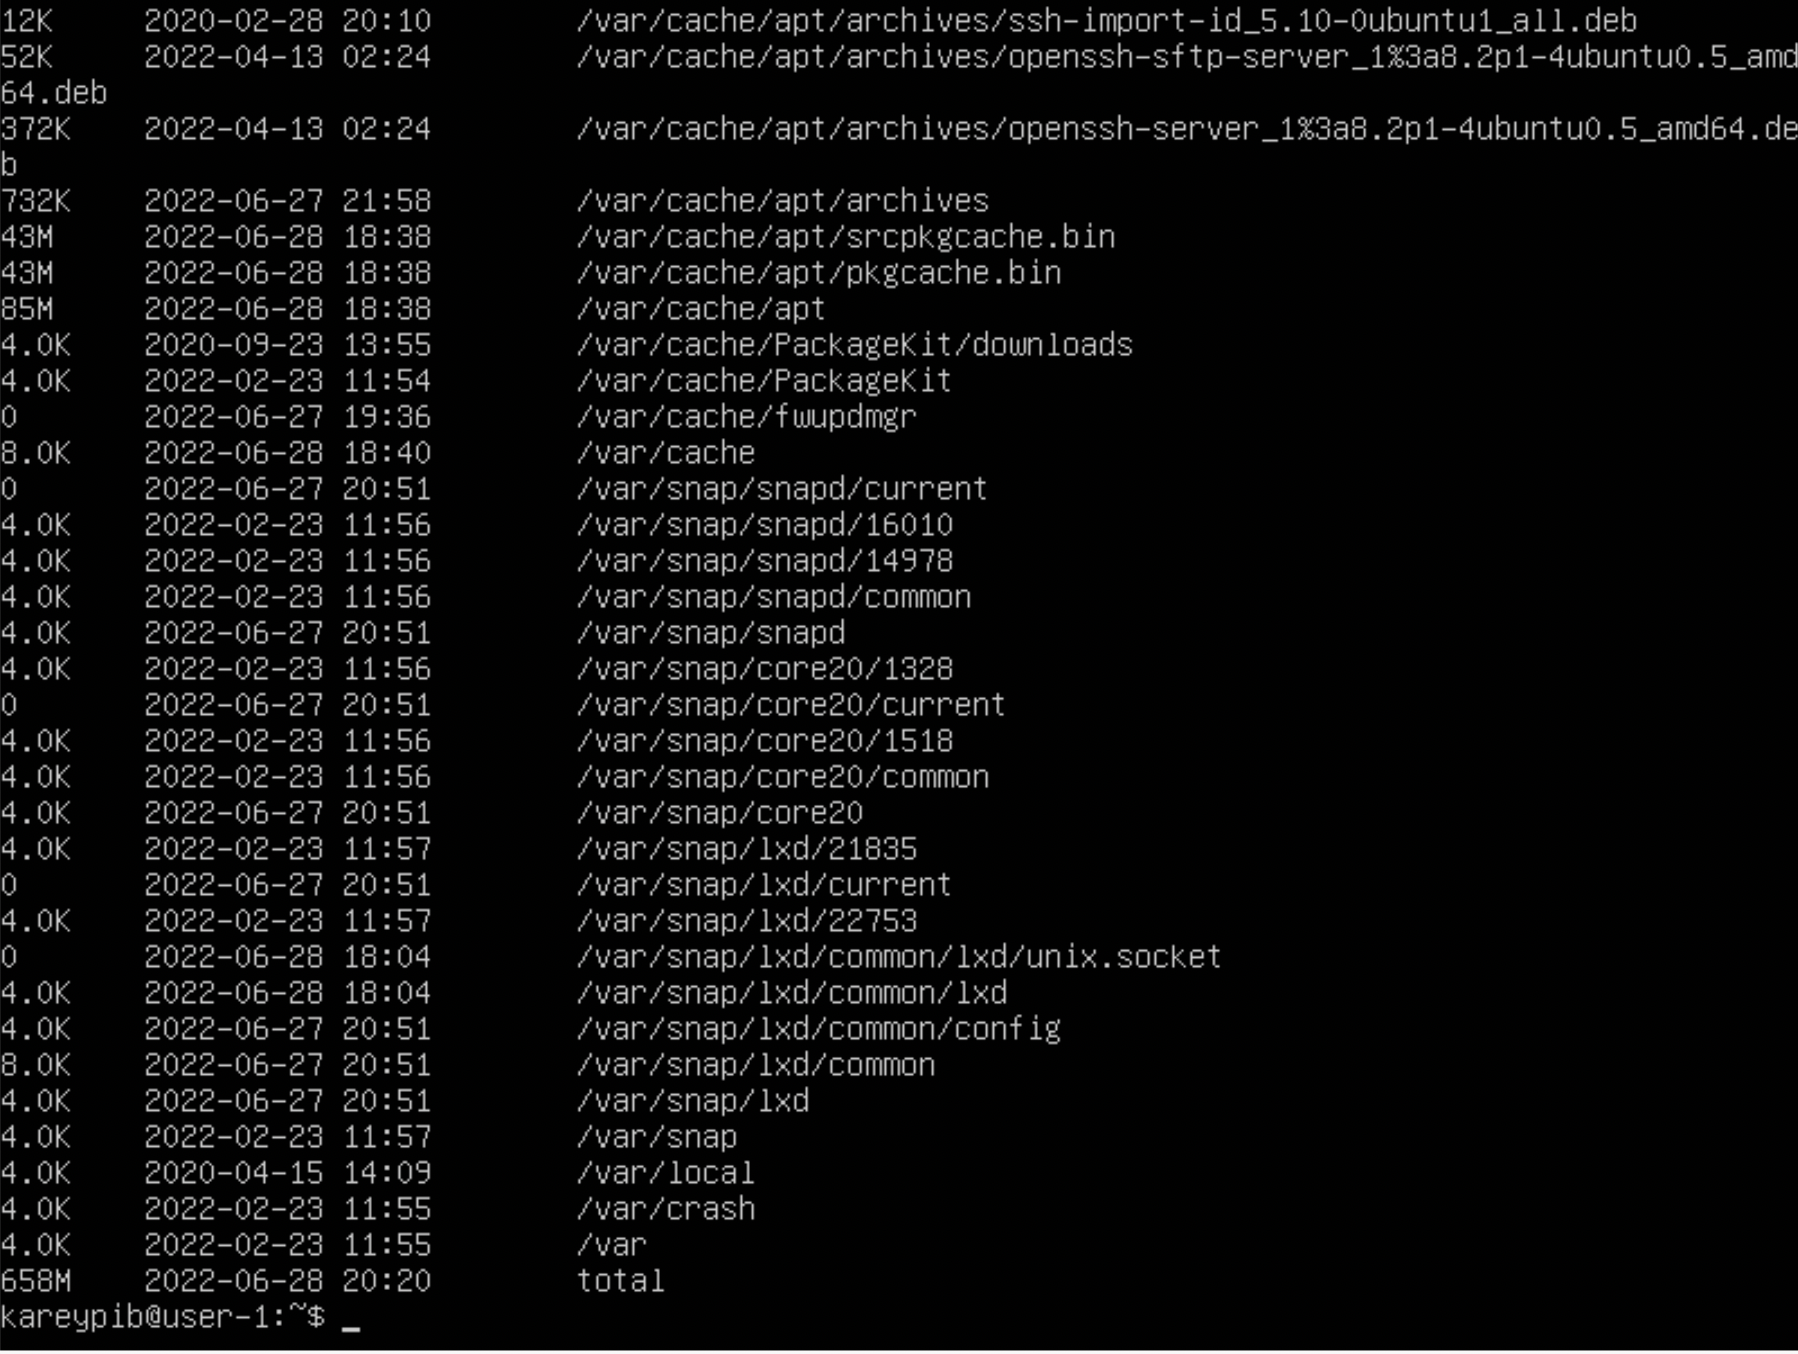 12K 2020-02-28 20:10 /var/cache/apt/archives/ssh-import-id_5.10-0ubuntu1_all.deb
52K 2022-04-13 02:24 /var/cache/apt/archives/openssh-sftp-server_1%3a8.2p1-4ubuntu0.5_amd
64.deb
372K 2022-04-13 02:24 /var/cache/apt/archives/openssh-server_1%3a8.2p1-4ubuntu0.5_amd64.de
b
732K 2022-06-27 21:58 /var/cache/apt/archives
43M 2022-06-28 18:38 /var/cache/apt/srcpkgcache.bin
43M 2022-06-28 18:38 /var/cache/apt/pkgcache.bin
85M 2022-06-28 18:38 /var/cache/apt
4.0K 2020-09-23 13:55 /var/cache/PackageKit/downloads
4.0K 2022-02-23 11:54 /var/cache/PackageKit
0 2022-06-27 19:36 /var/cache/fwupdmgr
8.0K 2022-06-28 18:40 /var/cache
0 2022-06-27 20:51 /var/snap/snapd/current
4.0K 2022-02-23 11:56 /var/snap/snapd/16010
4.0K 2022-02-23 11:56 /var/snap/snapd/14978
4.0K 2022-02-23 11:56 /var/snap/snapd/common
4.0K 2022-06-27 20:51 /var/snap/snapd
4.0K 2022-02-23 11:56 /var/snap/core20/1328
0 2022-06-27 20:51 /var/snap/core20/current
4.0K 2022-02-23 11:56 /var/snap/core20/1518
4.0K 2022-02-23 11:56 /var/snap/core20/common
4.0K 2022-06-27 20:51 /var/snap/core20
4.0K 2022-02-23 11:57 /var/snap/lxd/21835
0 2022-06-27 20:51 /var/snap/lxd/current
4.0K 2022-02-23 11:57 /var/snap/lxd/22753
0 2022-06-28 18:04 /var/snap/lxd/common/lxd/unix.socket
4.0K 2022-06-28 18:04 /var/snap/lxd/common/lxd
4.0K 2022-06-27 20:51 /var/snap/lxd/common/config
8.0K 2022-06-27 20:51 /var/snap/lxd/common
4.0K 2022-06-27 20:51 /var/snap/lxd
4.0K 2022-02-23 11:57 /var/snap
4.0K 2020-04-15 14:09 /var/local
4.0K 2022-02-23 11:55 /var/crash
4.0K 2022-02-23 11:55 /var
658M 2022-06-28 20:20 total
kareypib@user-1:~$ _